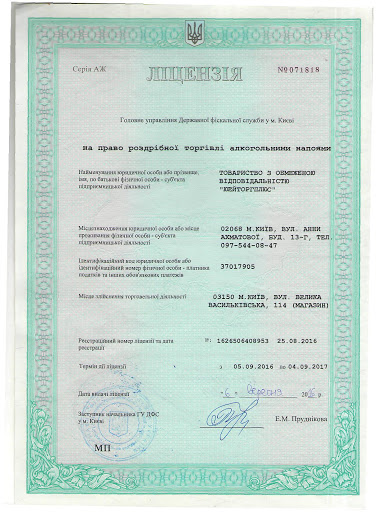 Серія АЖ
ЛІЦЕНЗІЯ
№071818
Головне управління Державної фіскальної служби у м. Києві
на право роздрібної торгівлі алкогольними напоями
Найменування юридичної особи або прізвище,
ім'я, по батькові фізичної особи - суб'єкта
підприємницької діяльності
ТОВАРИСТВО З ОБМЕЖЕНОЮ
ВІДПОВІДАЛЬНІСТЮ
"ЮЕЙТОРГПЛЮС"
Місцезнаходження юридичної особи або місце
проживання фізичної особи - суб'єкта
підприємницької діяльності
02068 М.КИЇВ, ВУЛ. АННИ
АХМАТОВОЇ, БУД. 13-Г, ТЕЛ.
097-544-08-47
Ідентифікаційний код юридичної особи або
ідентифікаційний номер фізичної особи - платника
податків та інших обов'язкових платежів
37017905
Місце здійснення торговельної діяльності
03150 М.КИЇВ, ВУЛ. ВЕЛИКА
ВАСИЛЬКІВСЬКА, 114 (МАГАЗИН)
Реєстраційний номер ліцензії та дата
реєстрації
№ 1626506408953 25.08.2016
Термін дії ліцензії
з 05.09.2016 до 04.09.2017
Дата видачі ліцензії
6 вересня 2016 р.
Заступник начальника ГУ ДФС
у м. Києві
Е.М. Пруднікова
МП